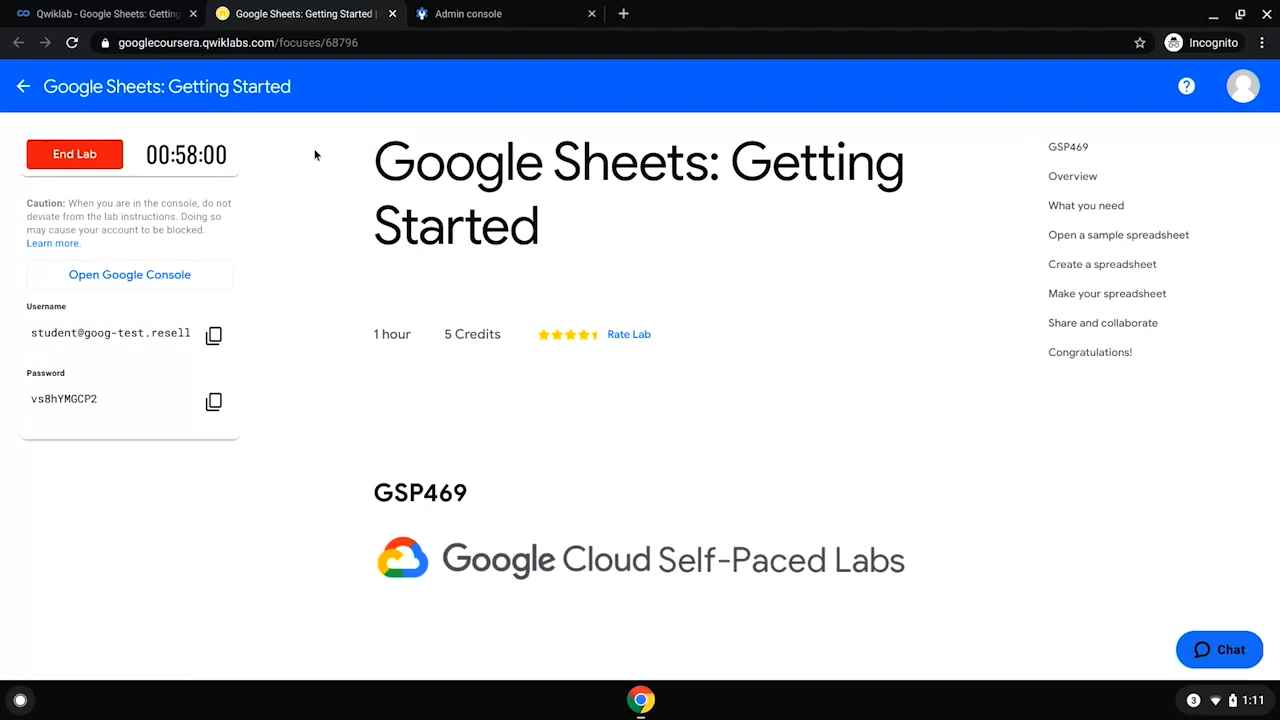 Qwiklab - Google Sheets: Getting
Google Sheets: Getting Started |
Admin console
googlecoursera.qwiklabs.com/focuses/68796
Incognito
Google Sheets: Getting Started
?
End Lab
00:58:00
Caution: When you are in the console, do not
deviate from the lab instructions. Doing so
may cause your account to be blocked.
Learn more.
Open Google Console
Username
student@goog-test.resell
Password
vs8hYMGCP2
Google Sheets: Getting
Started
1 hour
5 Credits
Rate Lab
GSP469
Google Cloud Self-Paced Labs
GSP469
Overview
What you need
Open a sample spreadsheet
Create a spreadsheet
Make your spreadsheet
Share and collaborate
Congratulations!
Chat
3
1:11